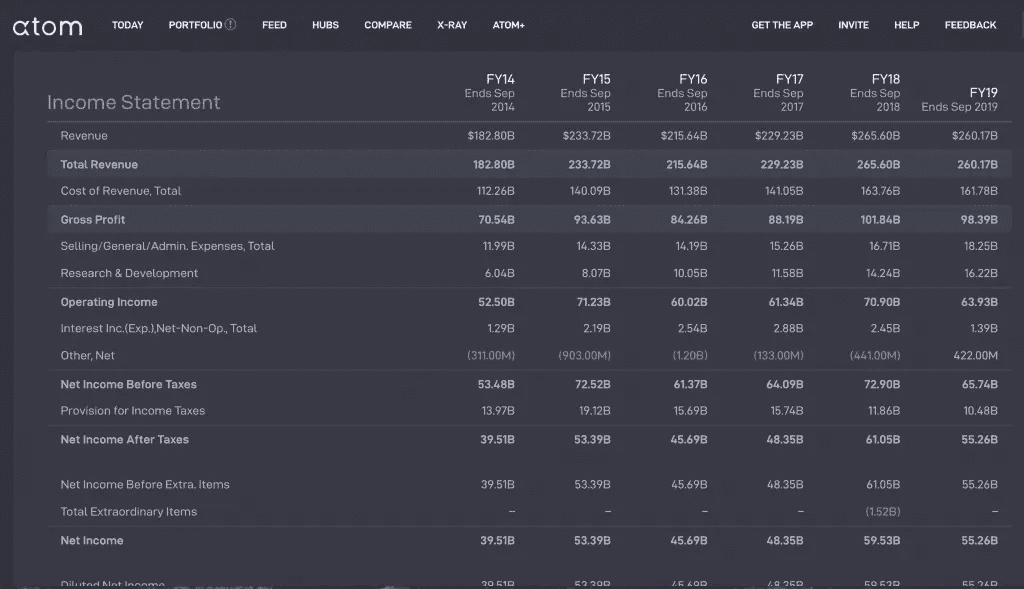 atom TODAY PORTFOLIO FEED HUBS COMPARE X-RAY ATOM+ GET THE APP INVITE HELP FEEDBACK
FY14 FY15 FY16 FY17 FY18
Ends Sep Ends Sep Ends Sep Ends Sep Ends Sep FY19
Income Statement 2014 2015 2016 2017 2018 Ends Sep 2019
Revenue $182.80B $233.72B $215.64B $229.23B $265.60B $260.17B
Total Revenue 182.80B 233.72B 215.64B 229.23B 265.60B 260.17B
Cost of Revenue, Total 112.26B 140.09B 131.38B 141.05B 163.76B 161.78B
Gross Profit 70.54B 93.63B 84.26B 88.19B 101.84B 98.39B
Selling/General/Admin. Expenses, Total 11.99B 14.33B 14.19B 15.26B 16.71B 18.25B
Research & Development 6.04B 8.07B 10.05B 11.58B 14.24B 16.22B
Operating Income 52.50B 71.23B 60.02B 61.34B 70.90B 63.93B
Interest Inc.(Exp.),Net-Non-Op., Total 1.29B 2.19B 2.54B 2.88B 2.45B 1.39B
Other, Net (311.00M) (903.00M) (1.20B) (133.00M) (441.00M) 422.00M
Net Income Before Taxes 53.48B 72.52B 61.37B 64.09B 72.90B 65.74B
Provision for Income Taxes 13.97B 19.12B 15.69B 15.74B 11.86B 10.48B
Net Income After Taxes 39.51B 53.39B 45.69B 48.35B 61.05B 55.26B
Net Income Before Extra. Items 39.51B 53.39B 45.69B 48.35B 61.05B 55.26B
Total Extraordinary Items – – – – (1.52B) –
Net Income 39.51B 53.39B 45.69B 48.35B 59.53B 55.26B
Diluted Net Income 39.51B 53.39B 45.69B 48.35B 59.53B 55.26B